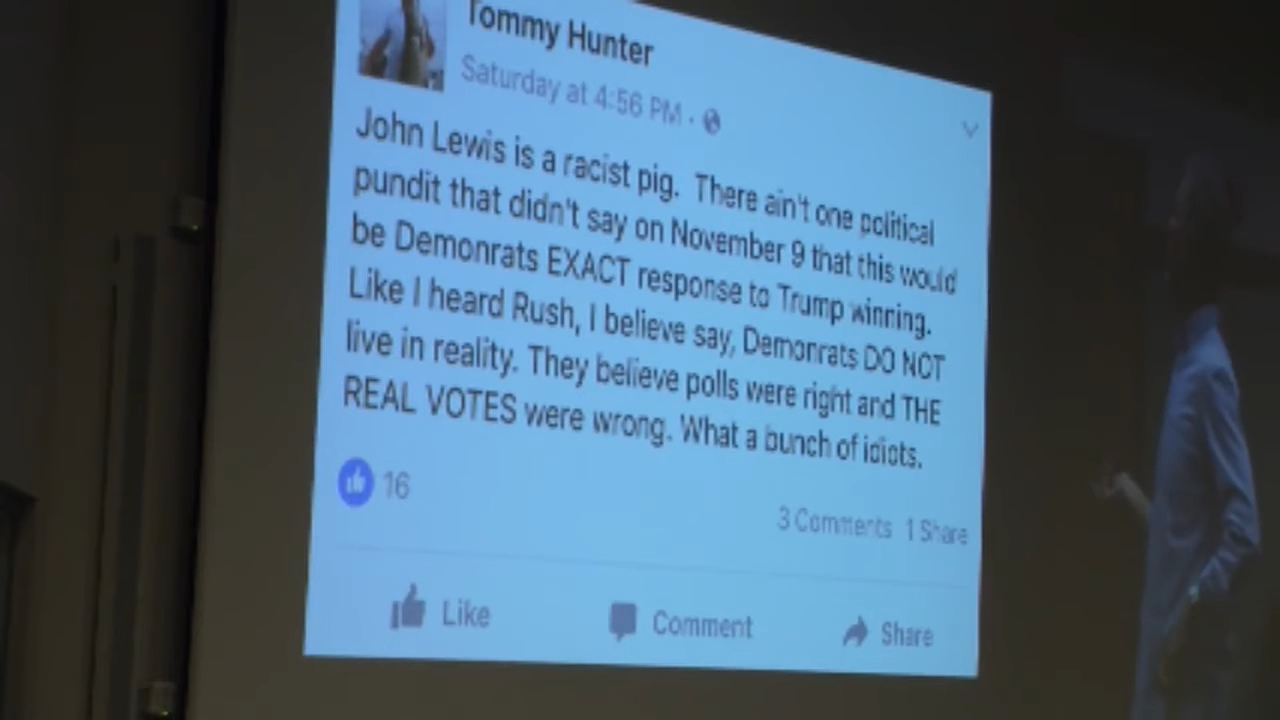 Tommy Hunter
Saturday at 4:56 PM ·
John Lewis is a racist pig.  There ain't one political
pundit that didn't say on November 9 that this would
be Demonrats EXACT response to Trump winning.
Like I heard Rush, I believe say, Demonrats DO NOT
live in reality. They believe polls were right and THE
REAL VOTES were wrong. What a bunch of idiots.
16
3 Comments 1 Share
Like Comment Share